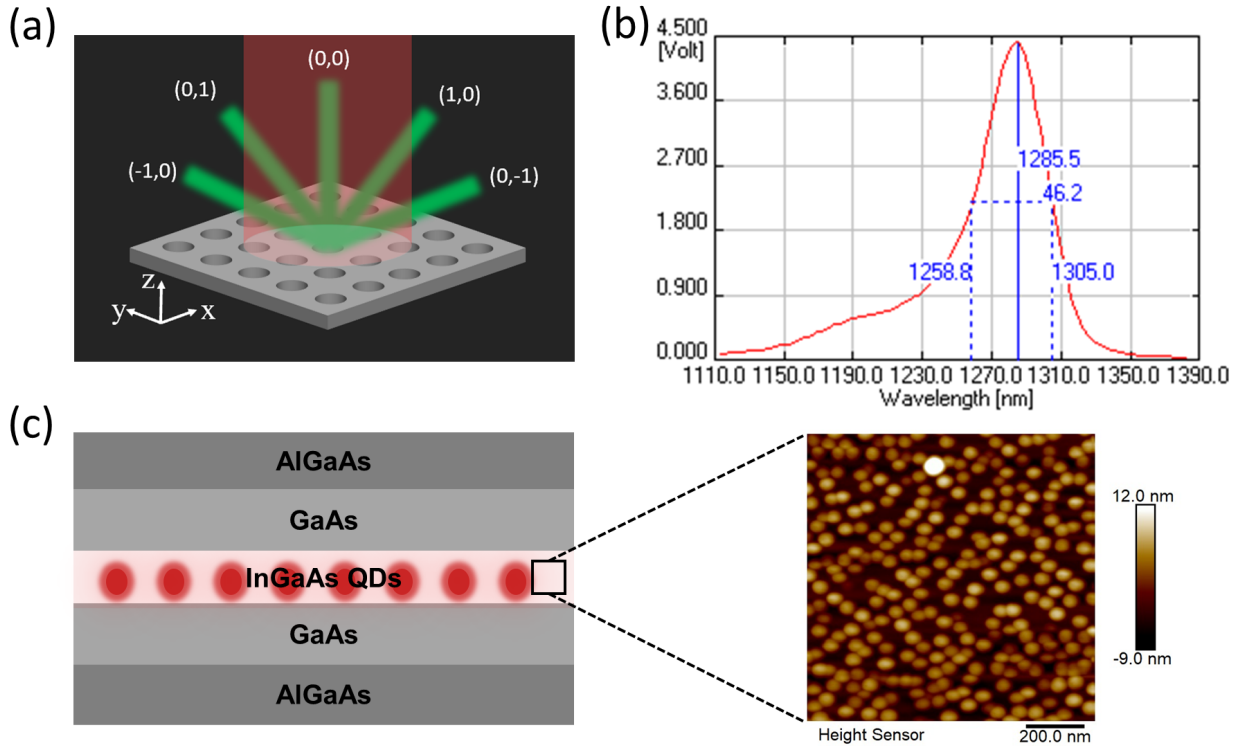 (a)
(0,0)
(0,1)
(1,0)
(-1,0)
(0,-1)
z
y
x
(b)
4.500
[Volt]
3.600
2.700
1.800
0.900
0.000
1285.5
46.2
1258.8
1305.0
1110.0 1150.0 1190.0 1230.0 1270.0 1310.0 1350.0 1390.0
Wavelength [nm]
(c)
AlGaAs
GaAs
InGaAs QDs
GaAs
AlGaAs
12.0 nm
-9.0 nm
Height Sensor
200.0 nm